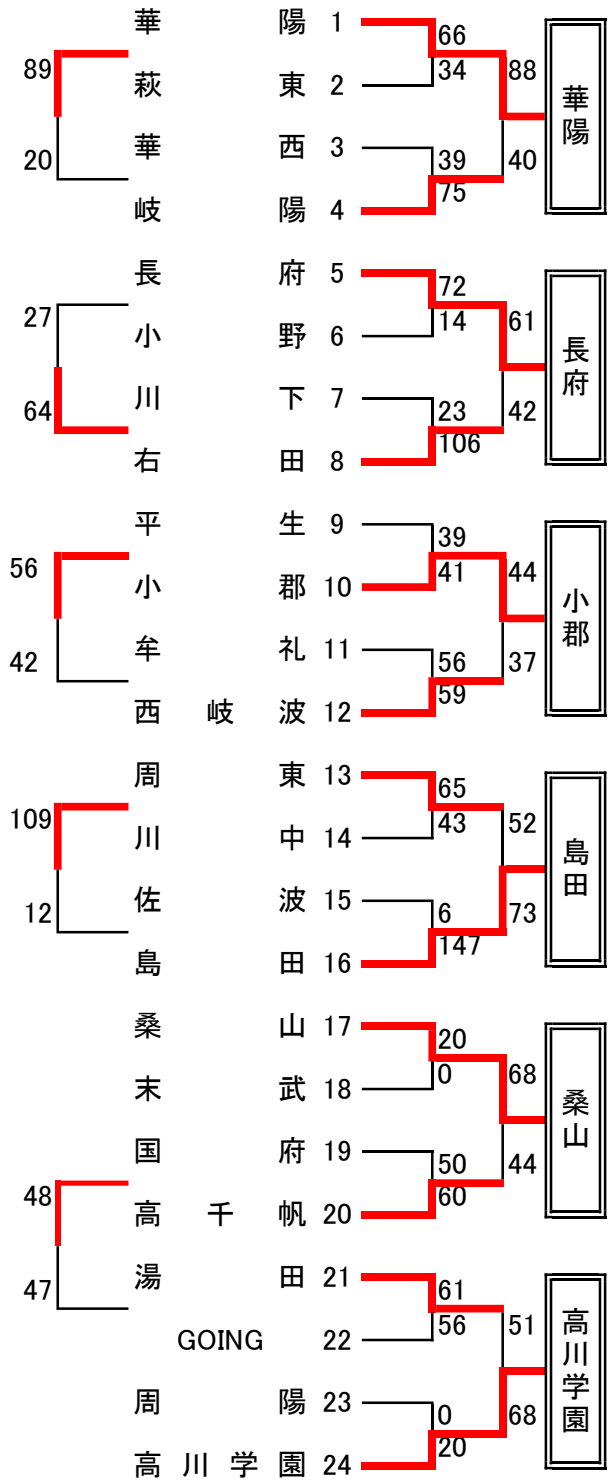 華陽 1 66 華陽
89 34 88
萩東 2
華西 3 39 40
20 75
岐陽 4
長府 5 72 長府
27 14 61
小野 6
川下 7 23 42
64 106
右田 8
平生 9 39 小郡
56 41 44
小郡 10
牟礼 11 56 37
42 59
西岐波 12
周東 13 65 島田
109 43 52
川中 14
佐波 15 6 73
12 147
島田 16
桑山 17 20 桑山
0 68
末武 18
国府 19 50 44
48 60
高千帆 20
47
湯田 21 61 高川学園
56 51
GOING 22
周陽 23 0 68
20
高川学園 24